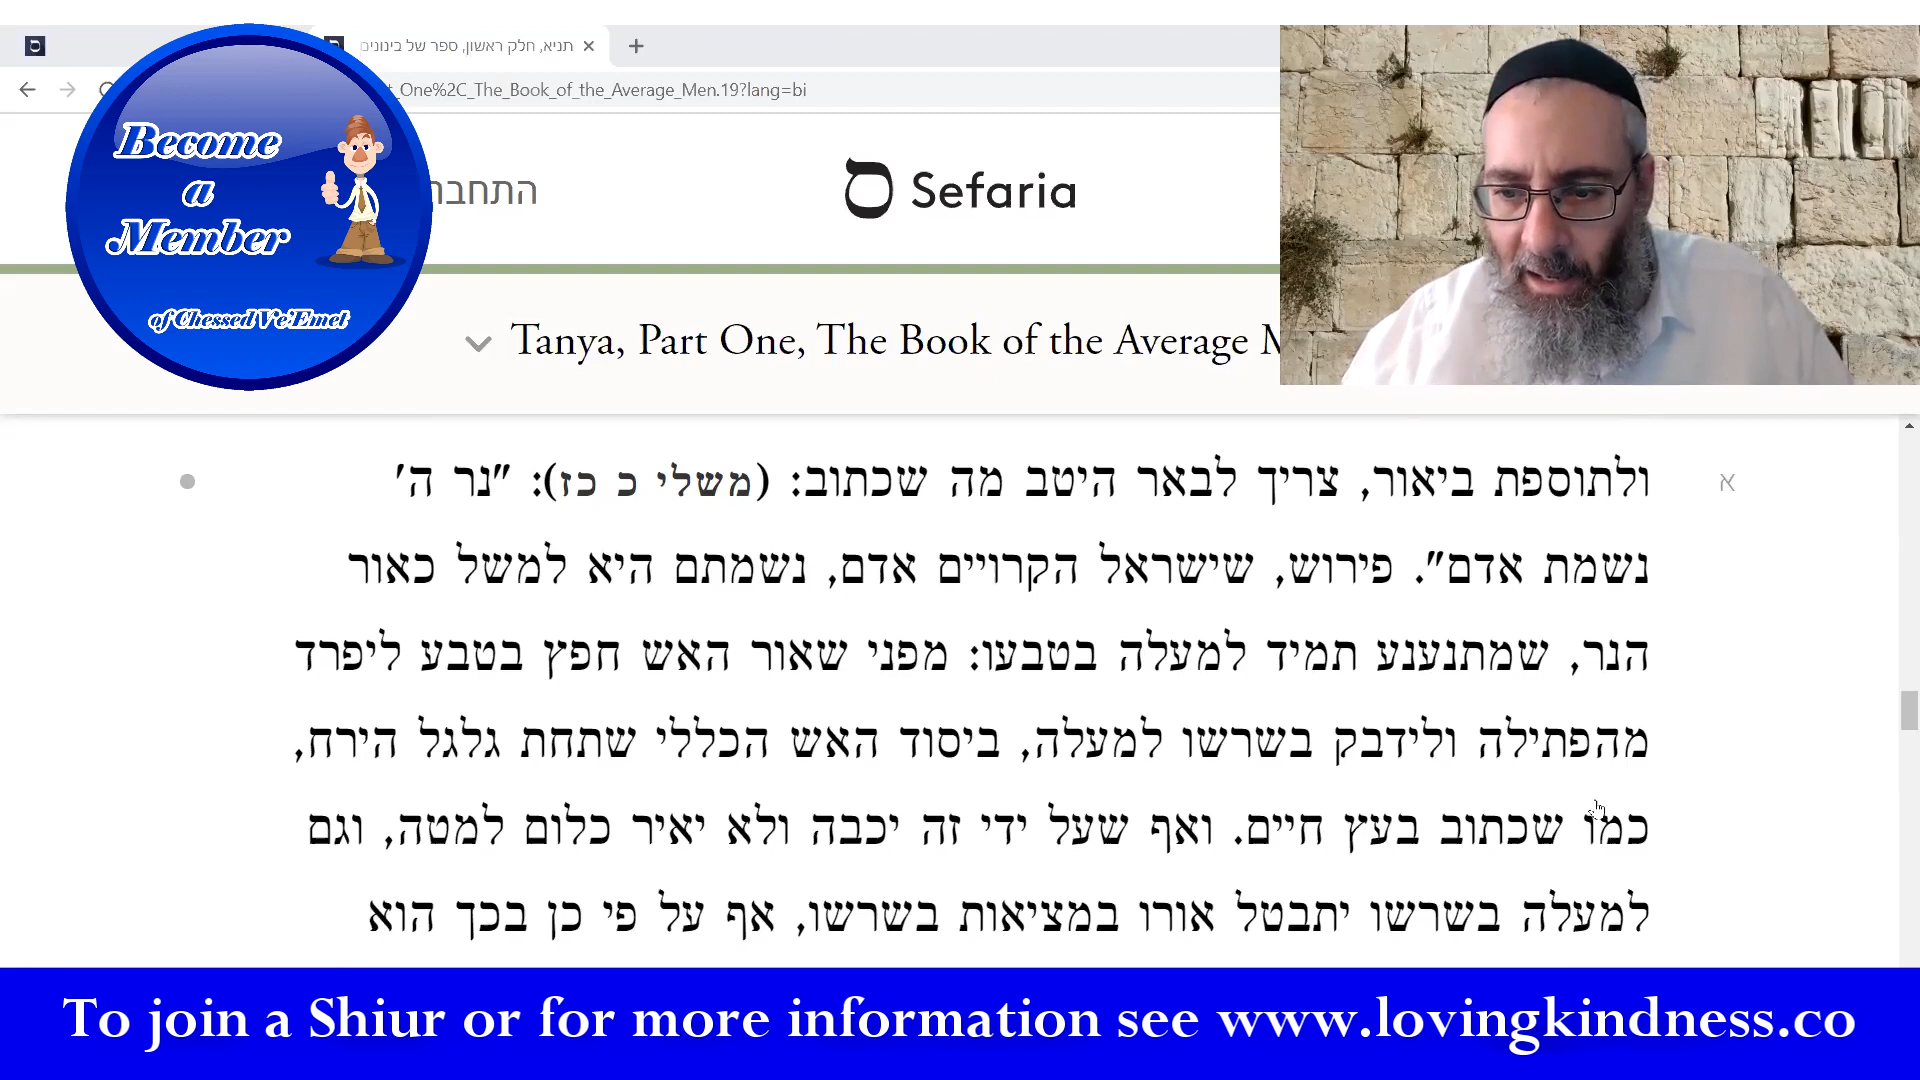 תניא, חלק ראשון, ספר של בינונים
_One%2C_The_Book_of_the_Average_Men.19?lang=bi
Become
a
Member
of Chessed Ve'Emet
התחבר
Sefaria
Tanya, Part One, The Book of the Average
א
ולתוספת ביאור, צריך לבאר היטב מה שכתוב: (משלי כ כז): "נר ה'
נשמת אדם". פירוש, שישראל הקרויים אדם, נשמתם היא למשל כאור
הנר, שמתנענע תמיד למעלה בטבעו: מפני שאור האש חפץ בטבע ליפרד
מהפתילה ולידבק בשרשו למעלה, ביסוד האש הכללי שתחת גלגל הירח,
כמו שכתוב בעץ חיים. ואף שעל ידי זה יכבה ולא יאיר כלום למטה, וגם
למעלה בשרשו יתבטל אורו במציאות בשרשו, אף על פי כן בכך הוא
To join a Shiur or for more information see www.lovingkindness.co